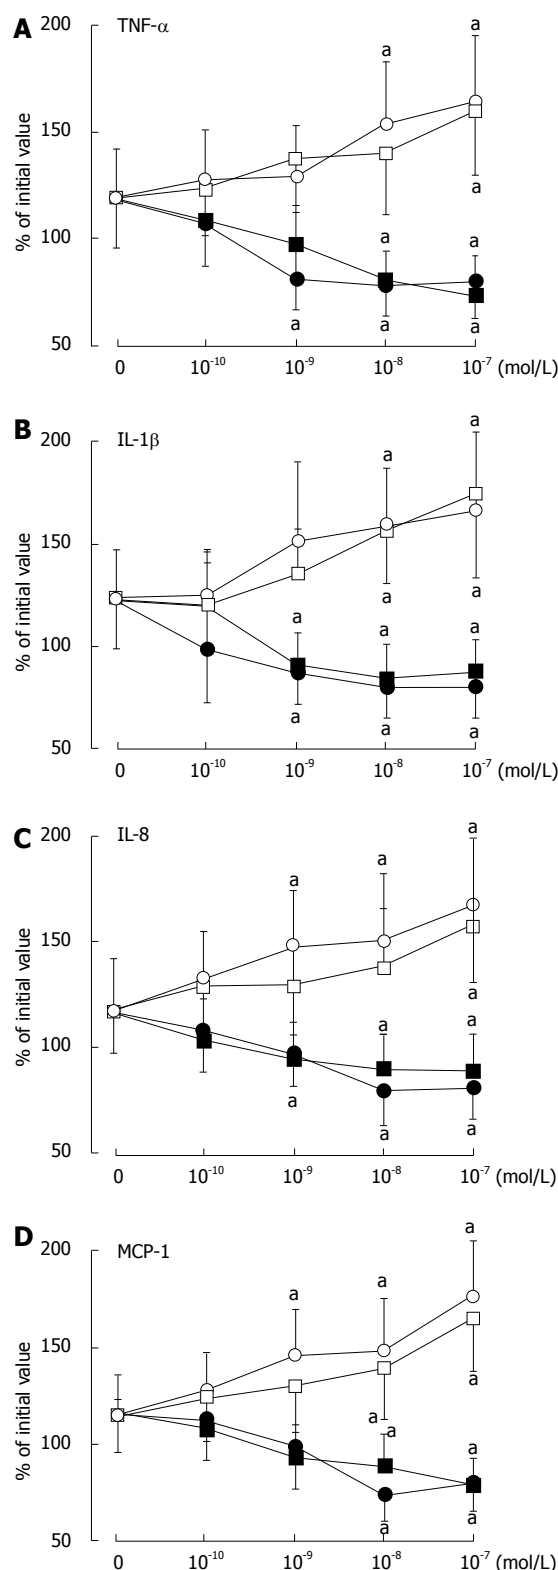 A TNF-α
200 a a
150
a
100 a a
50 a a a
% of initial value
0 10⁻¹⁰ 10⁻⁹ 10⁻⁸ 10⁻⁷ (mol/L)
B IL-1β
200 a a
150
a a
100 a a a
50 a a a
% of initial value
0 10⁻¹⁰ 10⁻⁹ 10⁻⁸ 10⁻⁷ (mol/L)
C IL-8
200 a a a
150
a
100 a a
50 a a a
% of initial value
0 10⁻¹⁰ 10⁻⁹ 10⁻⁸ 10⁻⁷ (mol/L)
D MCP-1
200 a a a
150
a
100 a a a
50 a a
% of initial value
0 10⁻¹⁰ 10⁻⁹ 10⁻⁸ 10⁻⁷ (mol/L)